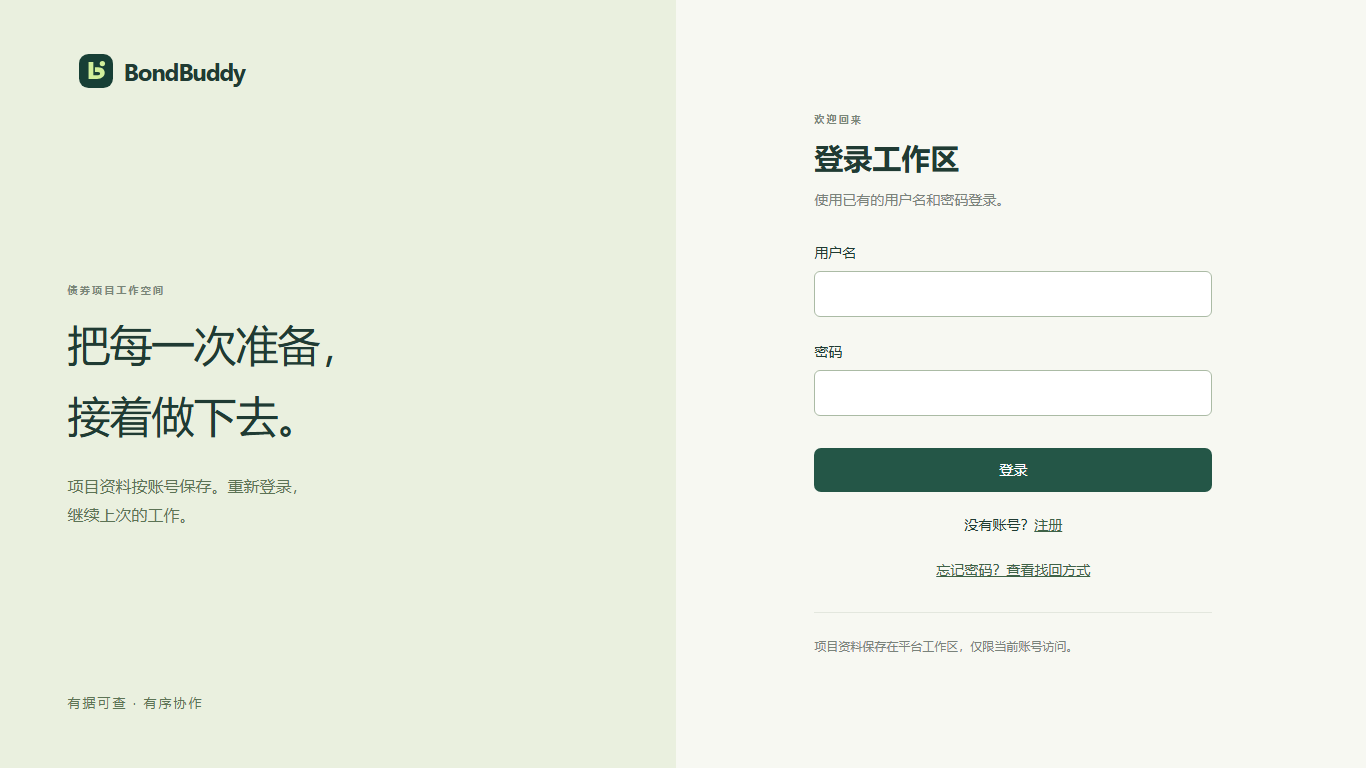 BondBuddy
债券项目工作空间
把每一次准备，
接着做下去。
项目资料按账号保存。重新登录，
继续上次的工作。
有据可查 · 有序协作
欢迎回来
登录工作区
使用已有的用户名和密码登录。
用户名
密码
登录
没有账号？注册
忘记密码？查看找回方式
项目资料保存在平台工作区，仅限当前账号访问。